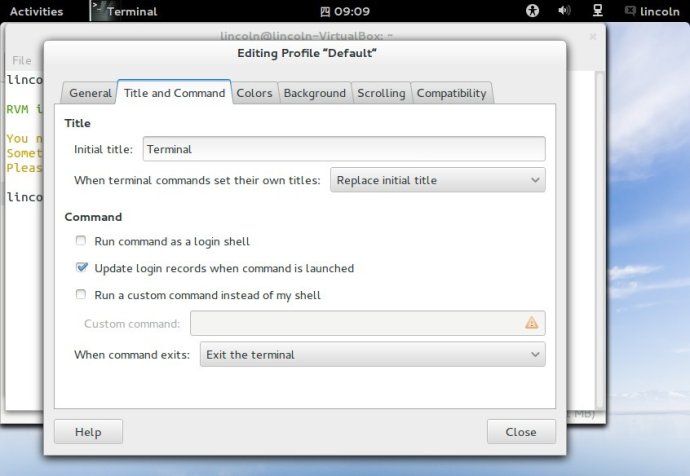 Activities
Terminal
四 09:09
lincoln
lincoln@lincoln-VirtualBox: ~
File
Editing Profile “Default”
General
Title and Command
Colors
Background
Scrolling
Compatibility
linco
RVM i
You n
Somet
Pleas
linco
Title
Initial title:
Terminal
When terminal commands set their own titles:
Replace initial title
Command
Run command as a login shell
Update login records when command is launched
Run a custom command instead of my shell
Custom command:
When command exits:
Exit the terminal
MB)
Help
Close